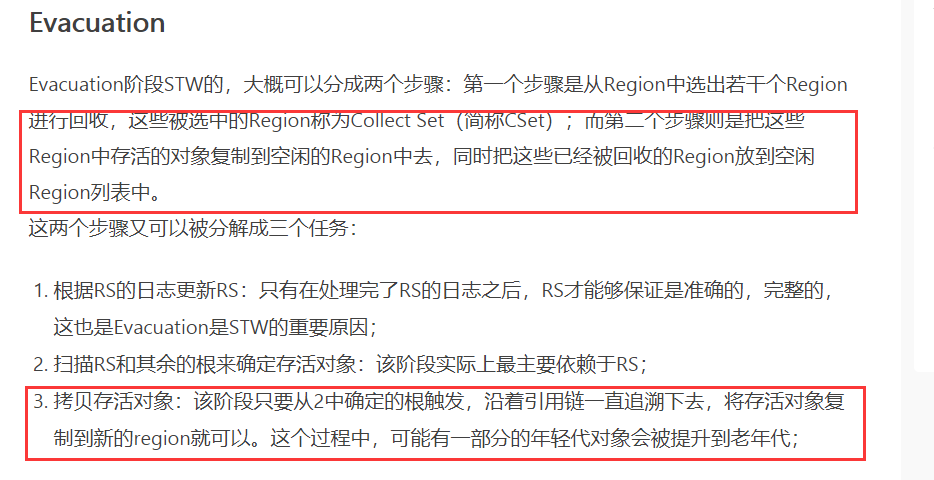 Evacuation
Evacuation阶段STW的，大概可以分成两个步骤：第一个步骤是从Region中选出若干个Region
进行回收，这些被选中的Region称为Collect Set（简称CSet）；而第二个步骤则是把这些
Region中存活的对象复制到空闲的Region中去，同时把这些已经被回收的Region放到空闲
Region列表中。
这两个步骤又可以被分解成三个任务：
1. 根据RS的日志更新RS：只有在处理完了RS的日志之后，RS才能够保证是准确的，完整的，
这也是Evacuation是STW的重要原因；
2. 扫描RS和其余的根来确定存活对象：该阶段实际上最主要依赖于RS；
3. 拷贝存活对象：该阶段只要从2中确定的根触发，沿着引用链一直追溯下去，将存活对象复
制到新的region就可以。这个过程中，可能有一部分的年轻代对象会被提升到老年代；